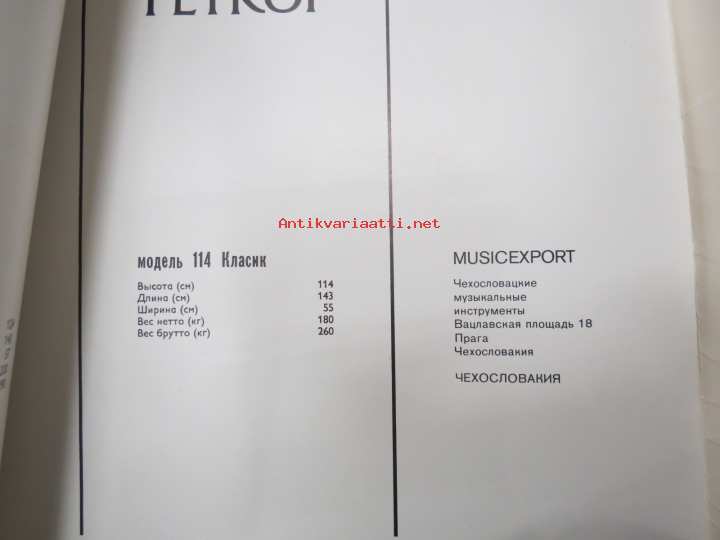 PETROF
Antikvariaatti.net
модель 114 Класик
Высота (см) 114
Длина (см) 143
Ширина (см) 55
Вес нетто (кг) 180
Вес брутто (кг) 260
MUSICEXPORT
Чехословацкие
музыкальные
инструменты
Вацлавская площадь 18
Прага
Чехословакия
ЧЕХОСЛОВАКИЯ